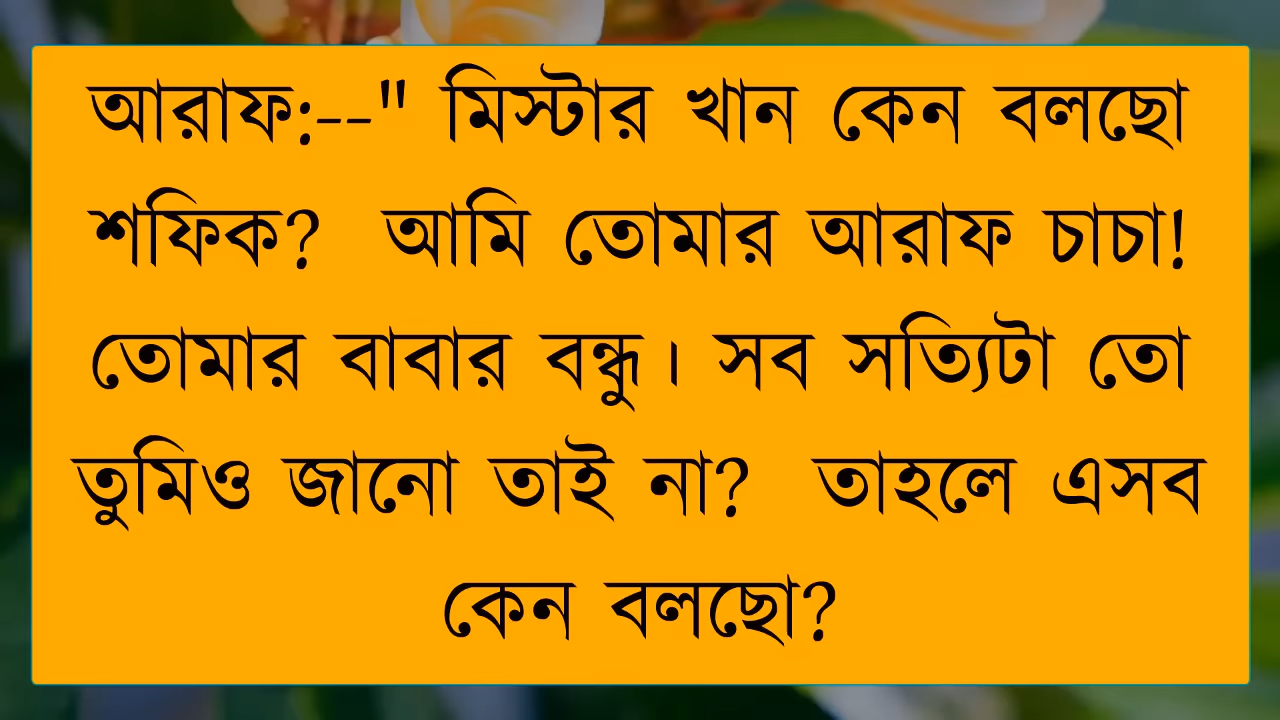 আরাফ:--" মিস্টার খান কেন বলছো
শফিক? আমি তোমার আরাফ চাচা!
তোমার বাবার বন্ধু। সব সত্যিটা তো
তুমিও জানো তাই না? তাহলে এসব
কেন বলছো?